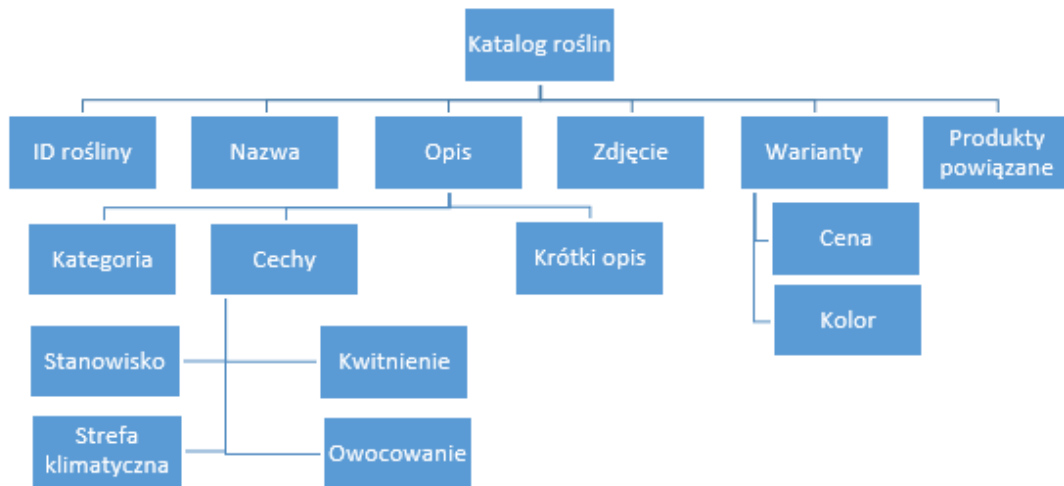 Katalog roślin
ID rośliny
Nazwa
Opis
Zdjęcie
Warianty
Produkty
powiązane
Kategoria
Cechy
Krótki opis
Cena
Kolor
Stanowisko
Kwitnienie
Strefa
klimatyczna
Owocowanie